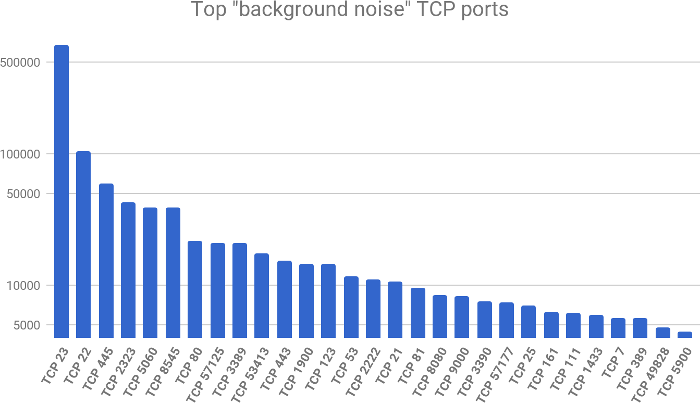 Top "background noise" TCP ports
500000
100000
50000
10000
5000
TCP 23
TCP 22
TCP 445
TCP 2323
TCP 5060
TCP 8545
TCP 80
TCP 57125
TCP 3389
TCP 53413
TCP 443
TCP 1900
TCP 123
TCP 53
TCP 2222
TCP 21
TCP 81
TCP 8080
TCP 9000
TCP 3390
TCP 57177
TCP 25
TCP 161
TCP 111
TCP 1433
TCP 7
TCP 399
TCP 49828
TCP 5900